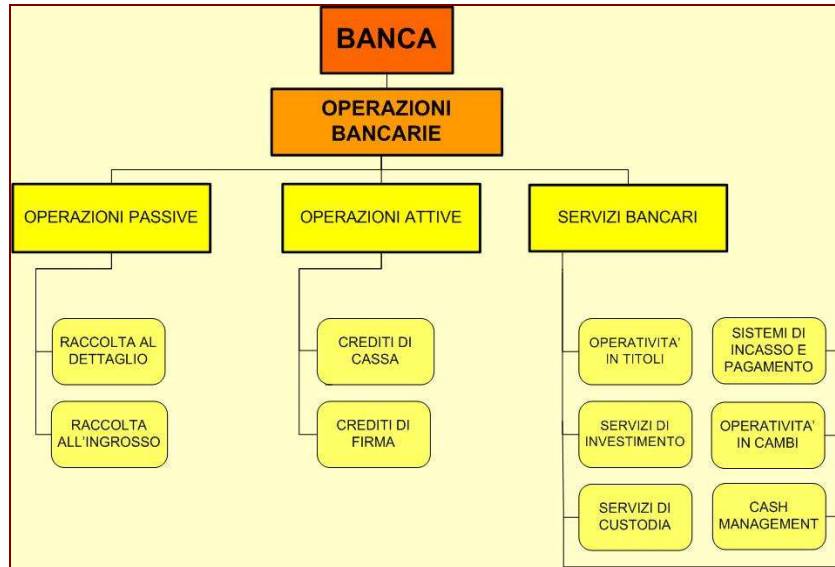 BANCA
OPERAZIONI
BANCARIE
OPERAZIONI PASSIVE
OPERAZIONI ATTIVE
SERVIZI BANCARI
RACCOLTA AL
DETTAGLIO
RACCOLTA
ALL'INGROSSO
CREDITI DI
CASSA
CREDITI DI
FIRMA
OPERATIVITA'
IN TITOLI
SERVIZI DI
INVESTIMENTO
SERVIZI DI
CUSTODIA
SISTEMI DI
INCASSO E
PAGAMENTO
OPERATIVITA'
IN CAMBI
CASH
MANAGEMENT